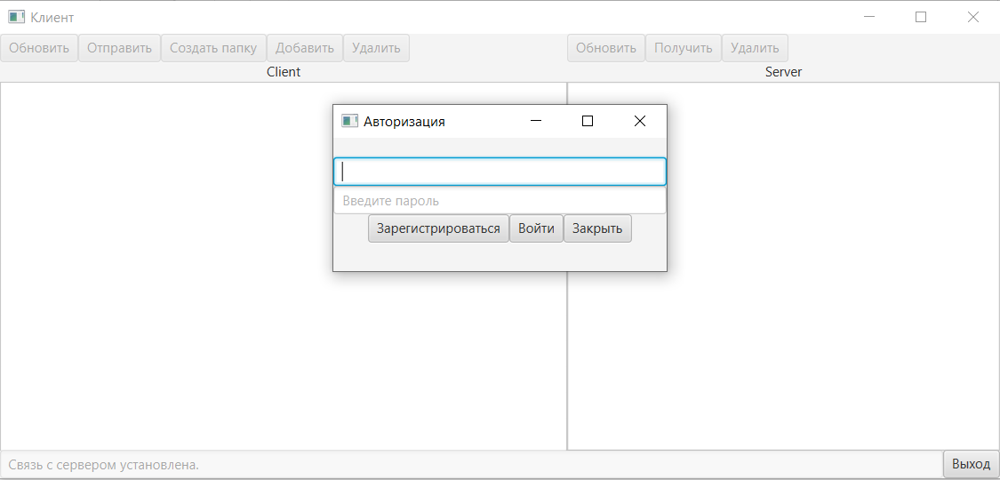 Клиент
Обновить Отправить Создать папку Добавить Удалить Обновить Получить Удалить
Client Server
Авторизация
Введите пароль
Зарегистрироваться Войти Закрыть
Связь с сервером установлена. Выход